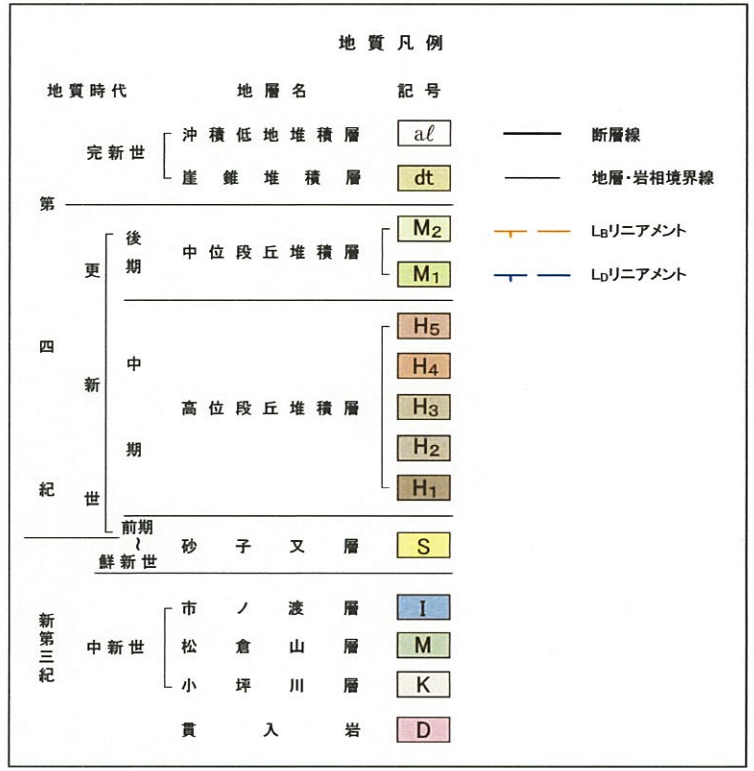 地質凡例
地質時代 地層名 記号
完新世 沖積低地堆積層 aℓ 断層線
崖錐堆積層 dt 地層・岩相境界線
第四紀
更新世
後期 中位段丘堆積層 M2 LBリニアメント
M1 LDリニアメント
中期 高位段丘堆積層 H5
H4
H3
H2
H1
前期～鮮新世 砂子又層 S
新第三紀
中新世 市ノ渡層 I
松倉山層 M
小坪川層 K
貫入岩 D